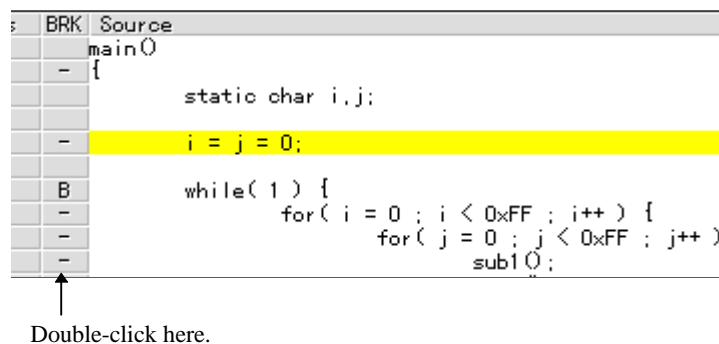 BRK Source
main()
- {
static char i,j;
- i = j = 0;
B while( 1 ) {
- for( i = 0 ; i < 0xFF ; i++ ) {
- for( j = 0 ; j < 0xFF ; j++ )
- sub1();
Double-click here.